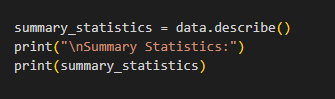 summary_statistics = data.describe()
print("\nSummary Statistics:")
print(summary_statistics)